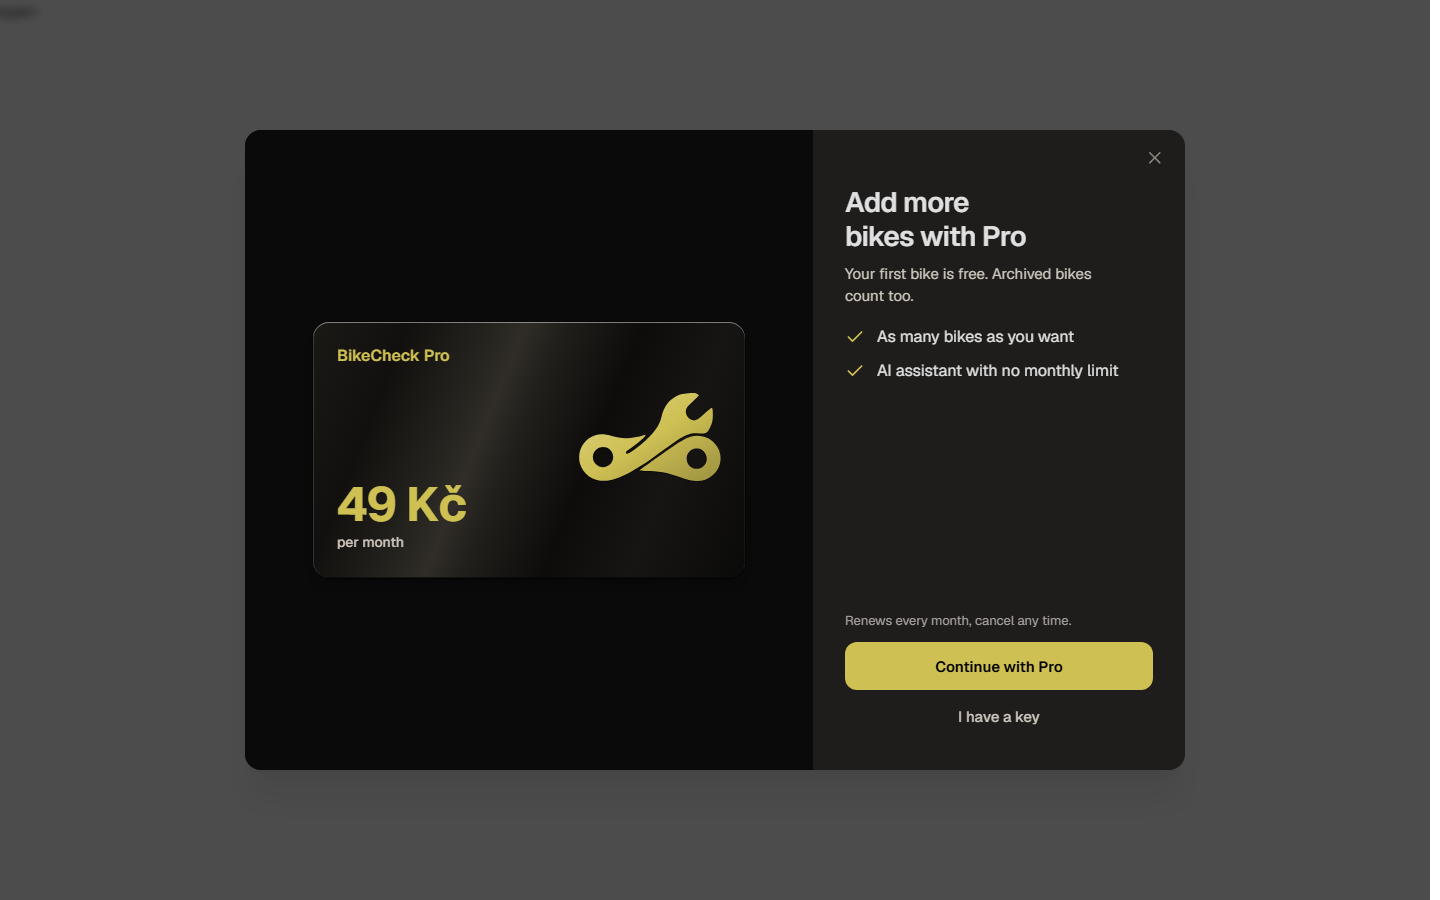 BikeCheck Pro
49 Kč
per month
Add more
bikes with Pro
Your first bike is free. Archived bikes
count too.
As many bikes as you want
AI assistant with no monthly limit
Renews every month, cancel any time.
Continue with Pro
I have a key